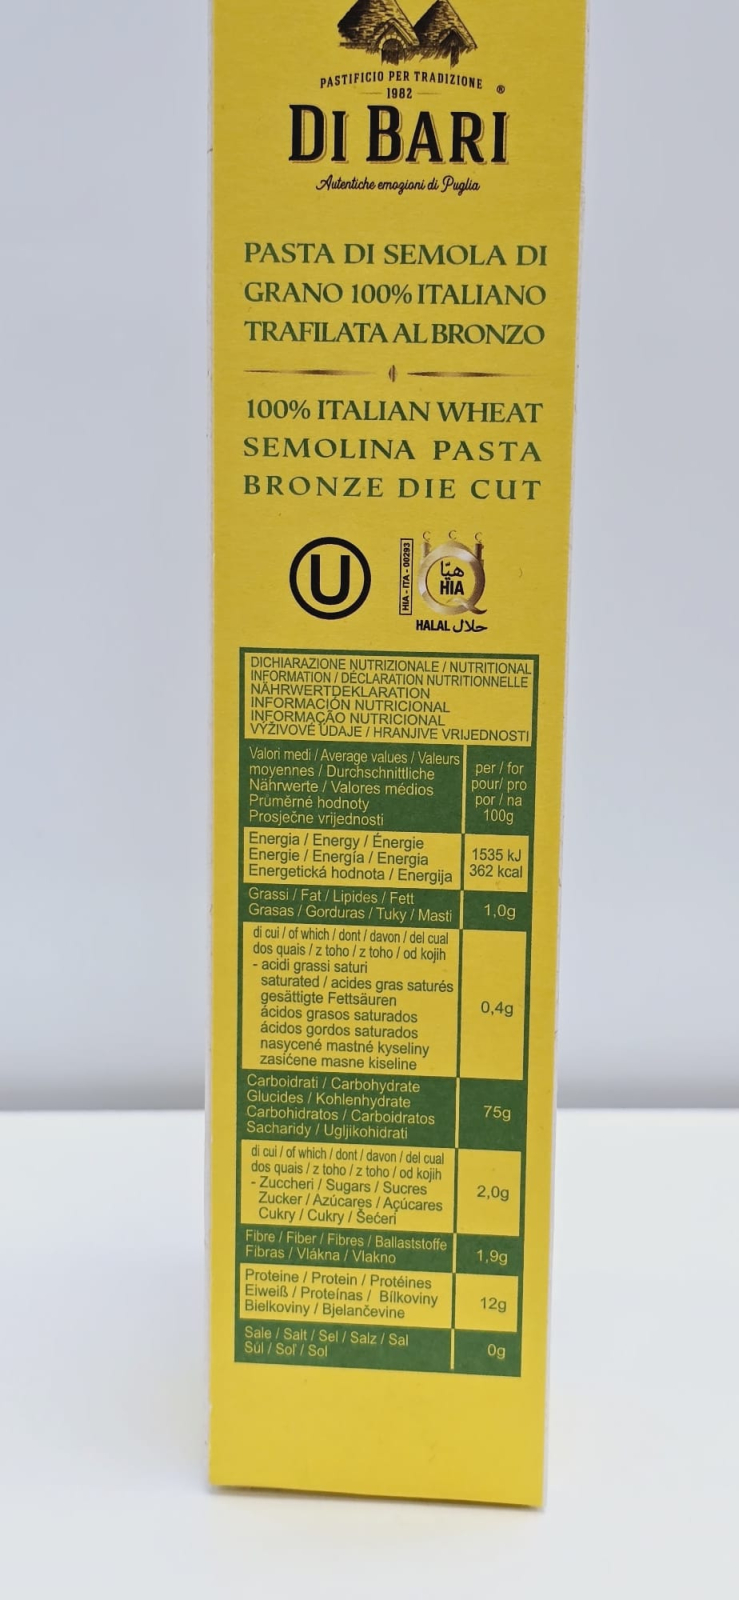 PASTIFICIO PER TRADIZIONE
1982
®
DI BARI
Autentiche emozioni di Puglia
PASTA DI SEMOLA DI
GRANO 100% ITALIANO
TRAFILATA AL BRONZO
100% ITALIAN WHEAT
SEMOLINA PASTA
BRONZE DIE CUT
U
HIA - ITA - 00293
هيّا
HIA
HALAL حلال
DICHIARAZIONE NUTRIZIONALE / NUTRITIONAL
INFORMATION / DÉCLARATION NUTRITIONNELLE
NÄHRWERTDEKLARATION
INFORMACIÓN NUTRICIONAL
INFORMAÇÃO NUTRICIONAL
VÝŽIVOVÉ ÚDAJE / HRANJIVE VRIJEDNOSTI
Valori medi / Average values / Valeurs
moyennes / Durchschnittliche
Nährwerte / Valores médios
Průměrné hodnoty
Prosječne vrijednosti
per / for
pour/ pro
por / na
100g
Energia / Energy / Énergie
Energie / Energía / Energia
Energetická hodnota / Energija
1535 kJ
362 kcal
Grassi / Fat / Lipides / Fett
Grasas / Gorduras / Tuky / Masti
1,0g
di cui / of which / dont / davon / del cual
dos quais / z toho / z toho / od kojih
- acidi grassi saturi
saturated / acides gras saturés
gesättigte Fettsäuren
ácidos grasos saturados
ácidos gordos saturados
nasycené mastné kyseliny
zasićene masne kiseline
0,4g
Carboidrati / Carbohydrate
Glucides / Kohlenhydrate
Carbohidratos / Carboidratos
Sacharidy / Ugljikohidrati
75g
di cui / of which / dont / davon / del cual
dos quais / z toho / z toho / od kojih
- Zuccheri / Sugars / Sucres
Zucker / Azúcares / Açúcares
Cukry / Cukry / Šećeri
2,0g
Fibre / Fiber / Fibres / Ballaststoffe
Fibras / Vlákna / Vlakno
1,9g
Proteine / Protein / Protéines
Eiweiß / Proteínas / Bílkoviny
Bielkoviny / Bjelančevine
12g
Sale / Salt / Sel / Salz / Sal
Sůl / Soľ / Sol
0g